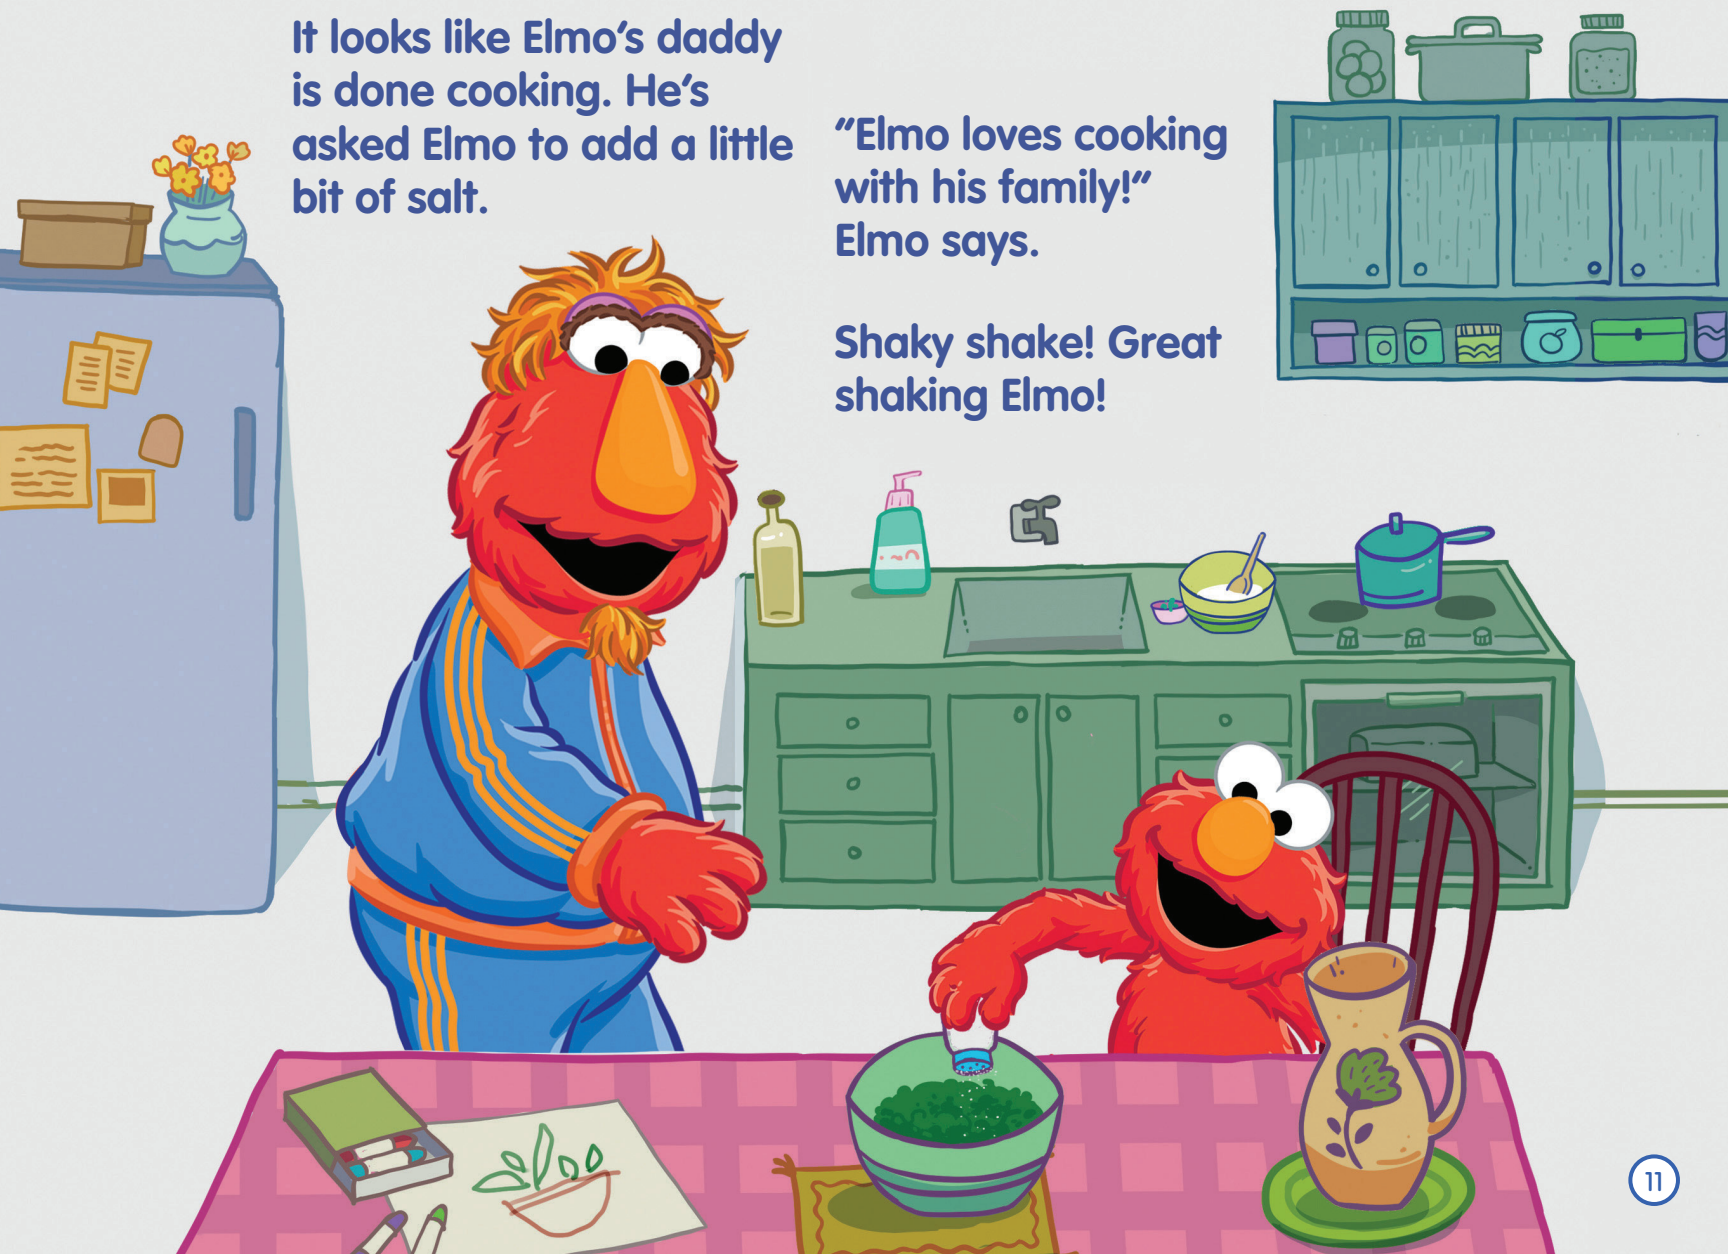 It looks like Elmo’s daddy
is done cooking. He’s
asked Elmo to add a little
bit of salt.
“Elmo loves cooking
with his family!”
Elmo says.
Shaky shake! Great
shaking Elmo!
11